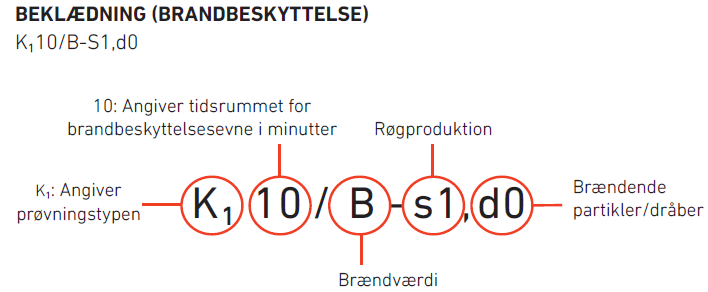 BEKLÆDNING (BRANDBESKYTTELSE)
K₁10/B-S1,d0
10: Angiver tidsrummet for
brandbeskyttelsesevne i minutter
Røgproduktion
K₁: Angiver
prøvningstypen
K₁ 10/B-s1,d0
Brændende
partikler/dråber
Brændværdi